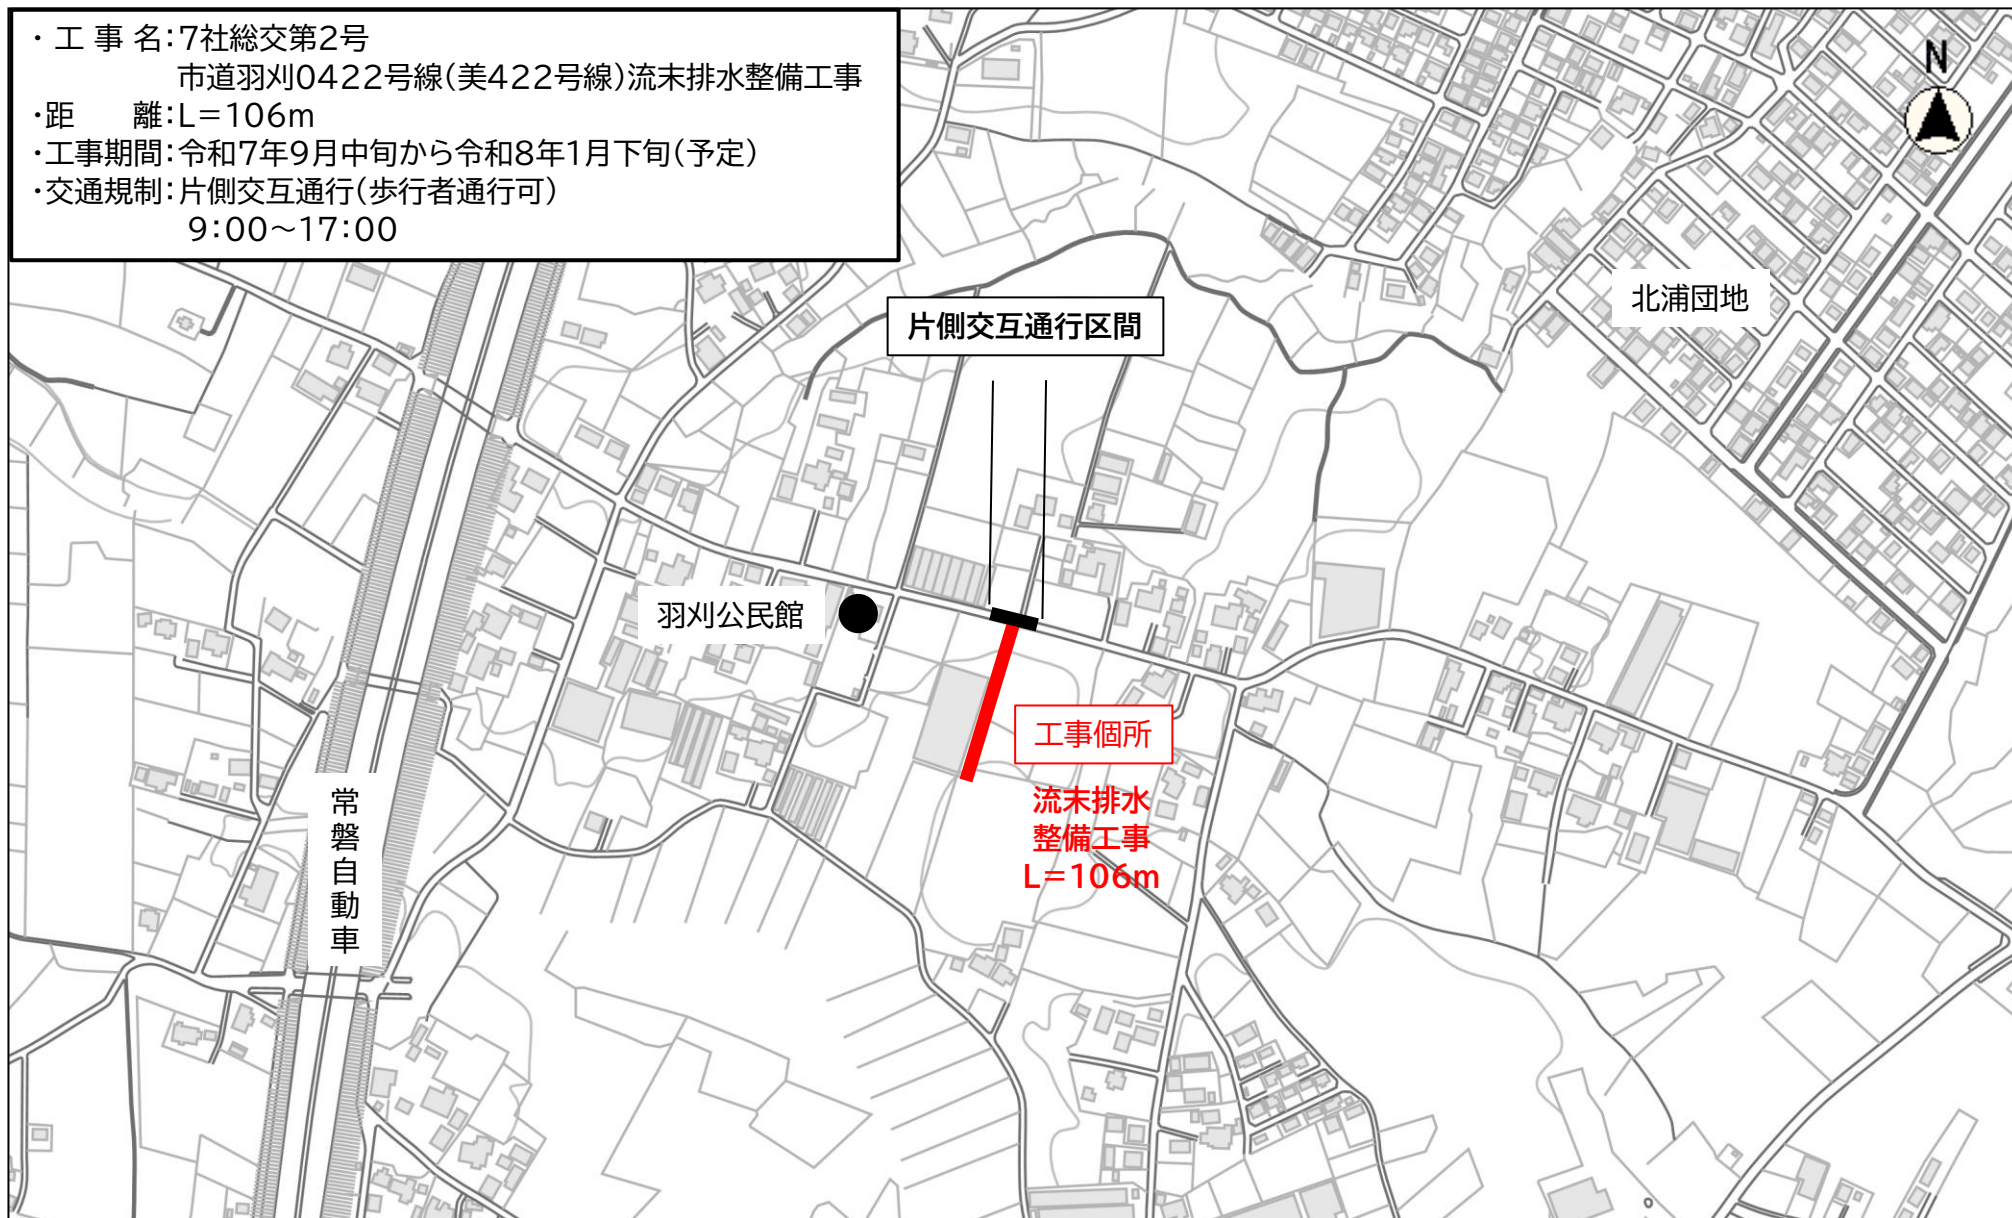 ・工 事 名：7社総交第2号
市道羽刈0422号線(美422号線)流末排水整備工事
・距　　離：L＝106m
・工事期間：令和7年9月中旬から令和8年1月下旬(予定)
・交通規制：片側交互通行(歩行者通行可)
9：00～17：00
N
北浦団地
片側交互通行区間
羽刈公民館
工事個所
流末排水
整備工事
L＝106m
常磐自動車